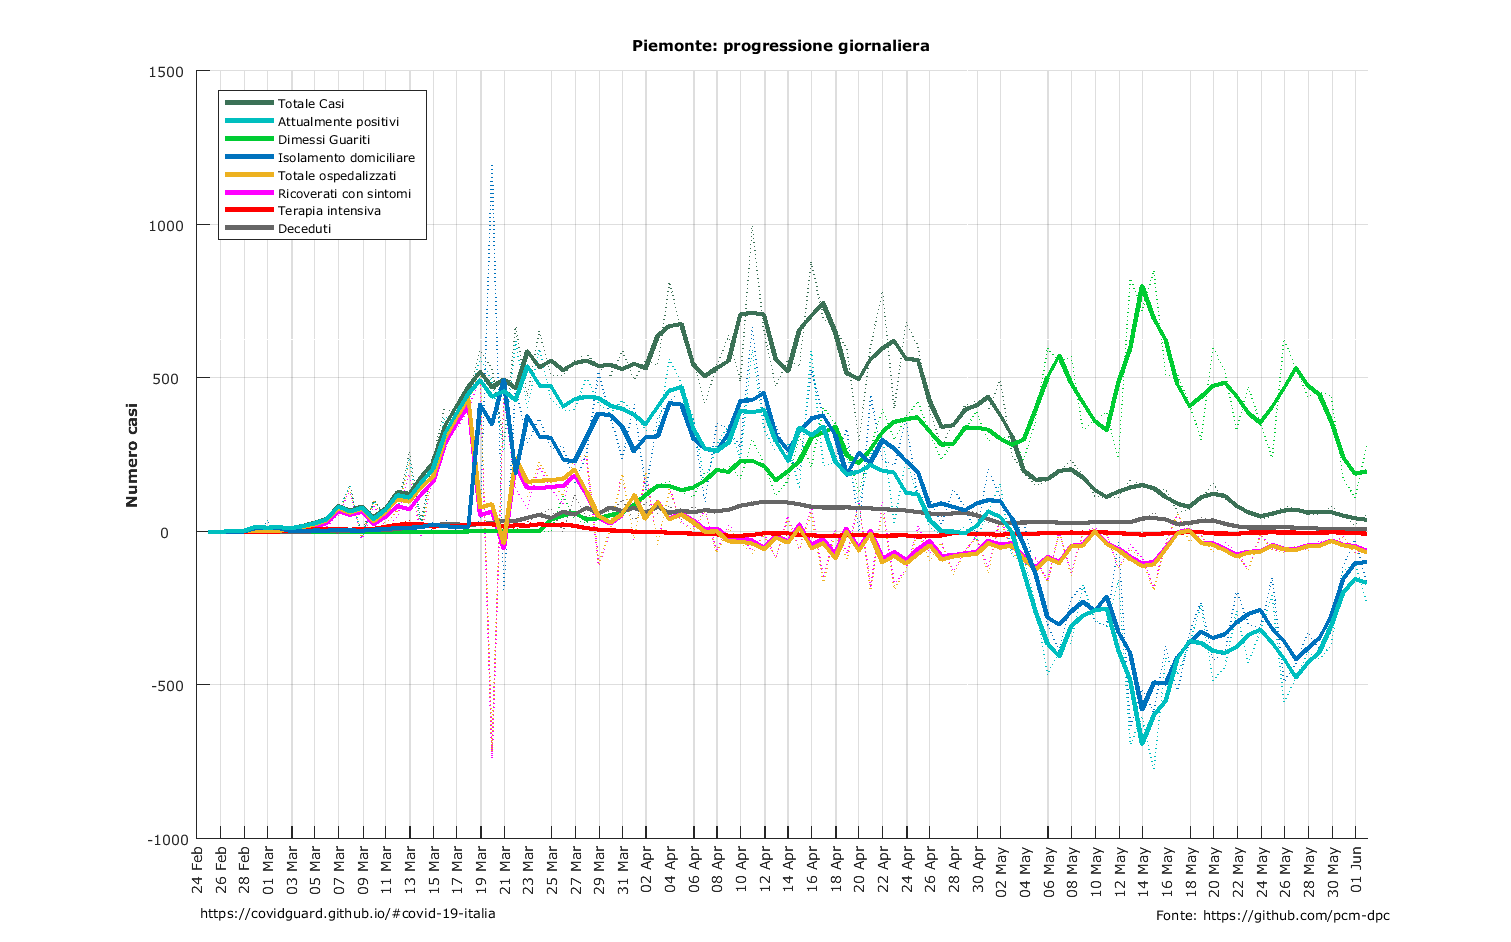 Piemonte: progressione giornaliera
1500
1000
500
0
-500
-1000
Numero casi
Totale Casi
Attualmente positivi
Dimessi Guariti
Isolamento domiciliare
Totale ospedalizzati
Ricoverati con sintomi
Terapia intensiva
Deceduti
24 Feb
26 Feb
28 Feb
01 Mar
03 Mar
05 Mar
07 Mar
09 Mar
11 Mar
13 Mar
15 Mar
17 Mar
19 Mar
21 Mar
23 Mar
25 Mar
27 Mar
29 Mar
31 Mar
02 Apr
04 Apr
06 Apr
08 Apr
10 Apr
12 Apr
14 Apr
16 Apr
18 Apr
20 Apr
22 Apr
24 Apr
26 Apr
28 Apr
30 Apr
02 May
04 May
06 May
08 May
10 May
12 May
14 May
16 May
18 May
20 May
22 May
24 May
26 May
28 May
30 May
01 Jun
https://covidguard.github.io/#covid-19-italia
Fonte: https://github.com/pcm-dpc